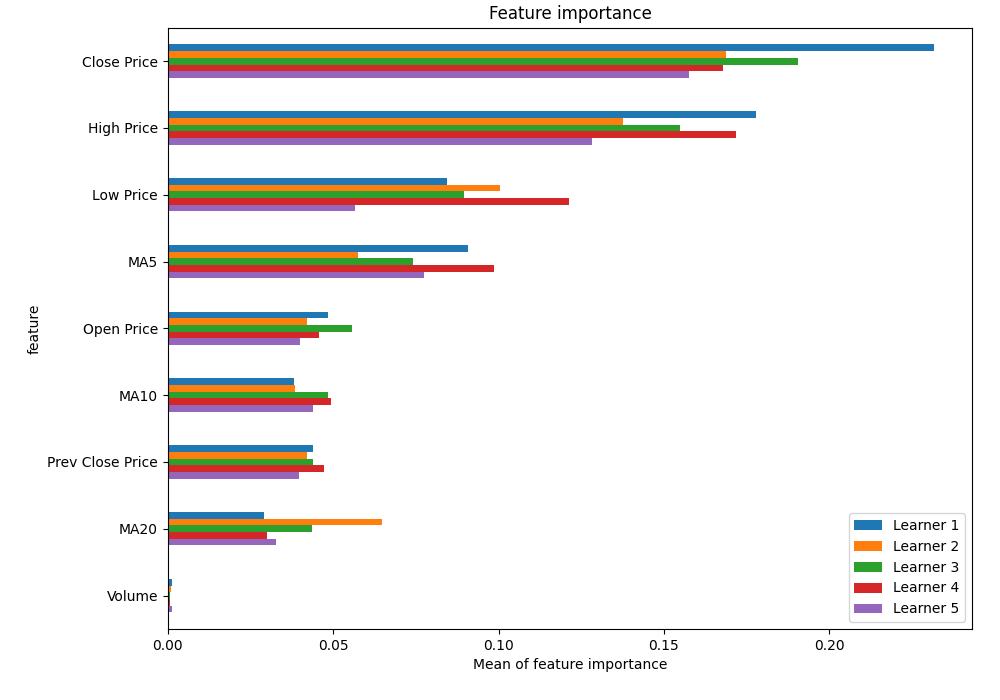 Feature importance
Close Price
High Price
Low Price
MA5
Open Price
MA10
Prev Close Price
MA20
Volume
feature
Learner 1
Learner 2
Learner 3
Learner 4
Learner 5
0.00 0.05 0.10 0.15 0.20
Mean of feature importance